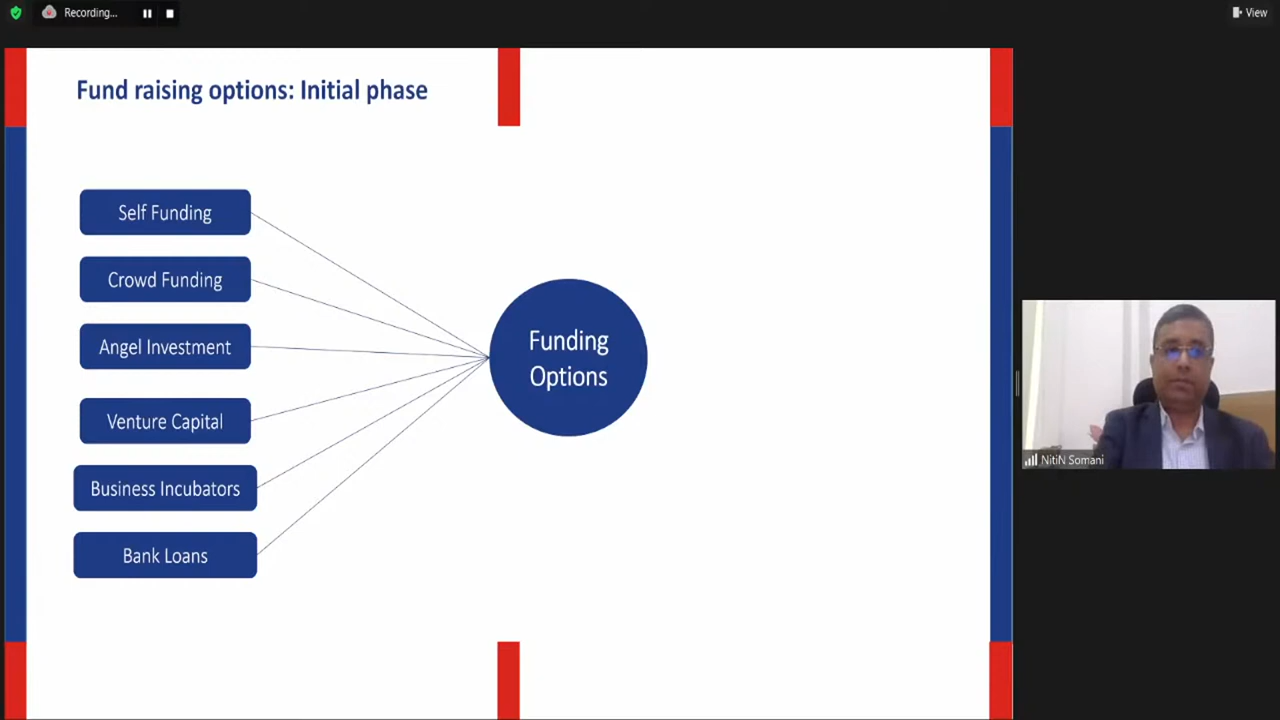 Recording...
View
Fund raising options: Initial phase
Self Funding
Crowd Funding
Angel Investment
Venture Capital
Business Incubators
Bank Loans
Funding
Options
NitiN Somani